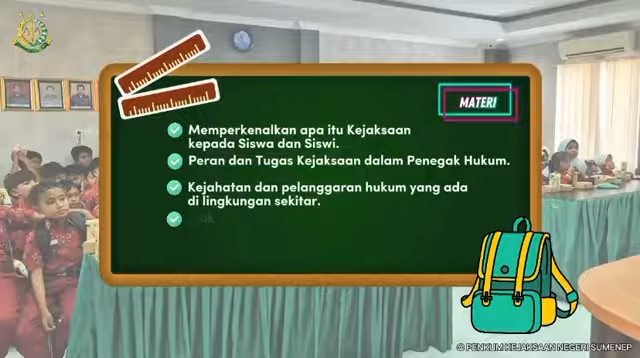 MATERI
Memperkenalkan apa itu Kejaksaan
kepada Siswa dan Siswi.
Peran dan Tugas Kejaksaan dalam Penegak Hukum.
Kejahatan dan pelanggaran hukum yang ada
di lingkungan sekitar.
© PENKUM KEJAKSAAN NEGERI SUMENEP